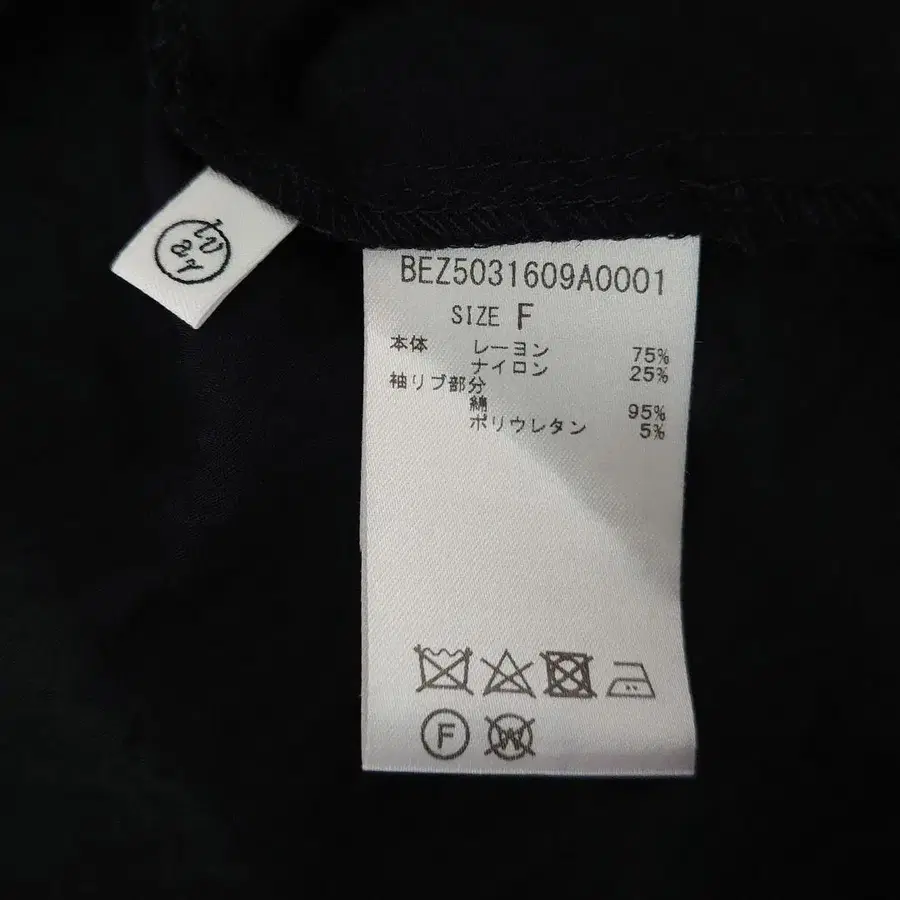 BEZ5031609A0001
SIZE F
本体 レーヨン 75%
ナイロン 25%
袖リブ部分
綿 95%
ポリウレタン 5%
F W